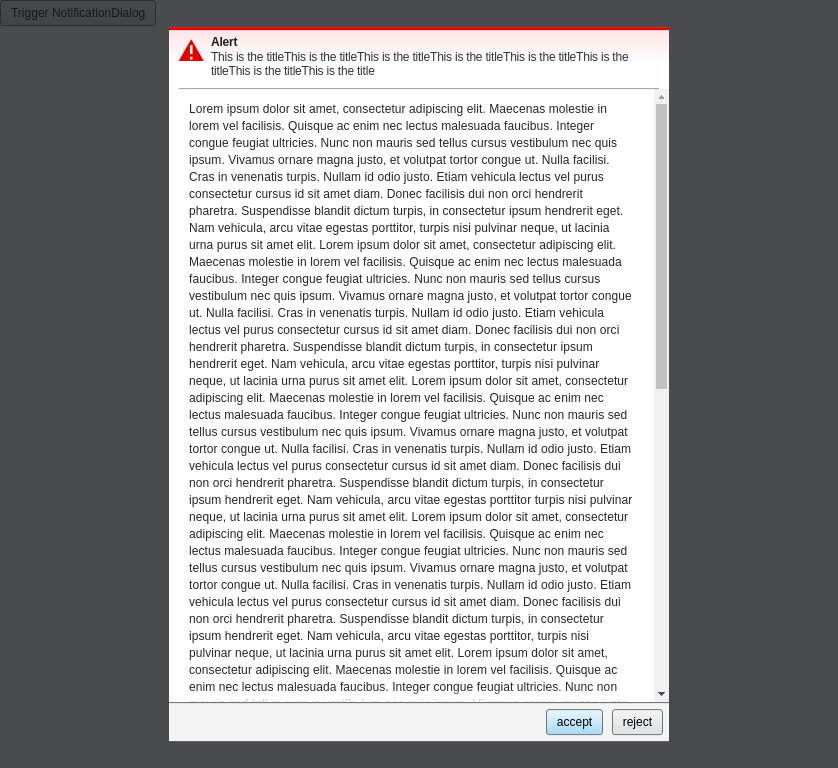 Trigger NotificationDialog
Alert
This is the titleThis is the titleThis is the titleThis is the titleThis is the titleThis is the
titleThis is the titleThis is the title
Lorem ipsum dolor sit amet, consectetur adipiscing elit. Maecenas molestie in
lorem vel facilisis. Quisque ac enim nec lectus malesuada faucibus. Integer
congue feugiat ultricies. Nunc non mauris sed tellus cursus vestibulum nec quis
ipsum. Vivamus ornare magna justo, et volutpat tortor congue ut. Nulla facilisi.
Cras in venenatis turpis. Nullam id odio justo. Etiam vehicula lectus vel purus
consectetur cursus id sit amet diam. Donec facilisis dui non orci hendrerit
pharetra. Suspendisse blandit dictum turpis, in consectetur ipsum hendrerit eget.
Nam vehicula, arcu vitae egestas porttitor, turpis nisi pulvinar neque, ut lacinia
urna purus sit amet elit. Lorem ipsum dolor sit amet, consectetur adipiscing elit.
Maecenas molestie in lorem vel facilisis. Quisque ac enim nec lectus malesuada
faucibus. Integer congue feugiat ultricies. Nunc non mauris sed tellus cursus
vestibulum nec quis ipsum. Vivamus ornare magna justo, et volutpat tortor congue
ut. Nulla facilisi. Cras in venenatis turpis. Nullam id odio justo. Etiam vehicula
lectus vel purus consectetur cursus id sit amet diam. Donec facilisis dui non orci
hendrerit pharetra. Suspendisse blandit dictum turpis, in consectetur ipsum
hendrerit eget. Nam vehicula, arcu vitae egestas porttitor, turpis nisi pulvinar
neque, ut lacinia urna purus sit amet elit. Lorem ipsum dolor sit amet, consectetur
adipiscing elit. Maecenas molestie in lorem vel facilisis. Quisque ac enim nec
lectus malesuada faucibus. Integer congue feugiat ultricies. Nunc non mauris sed
tellus cursus vestibulum nec quis ipsum. Vivamus ornare magna justo, et volutpat
tortor congue ut. Nulla facilisi. Cras in venenatis turpis. Nullam id odio justo. Etiam
vehicula lectus vel purus consectetur cursus id sit amet diam. Donec facilisis dui
non orci hendrerit pharetra. Suspendisse blandit dictum turpis, in consectetur
ipsum hendrerit eget. Nam vehicula, arcu vitae egestas porttitor turpis nisi pulvinar
neque, ut lacinia urna purus sit amet elit. Lorem ipsum dolor sit amet, consectetur
adipiscing elit. Maecenas molestie in lorem vel facilisis. Quisque ac enim nec
lectus malesuada faucibus. Integer congue feugiat ultricies. Nunc non mauris sed
tellus cursus vestibulum nec quis ipsum. Vivamus ornare magna justo, et volutpat
tortor congue ut. Nulla facilisi. Cras in venenatis turpis. Nullam id odio justo. Etiam
vehicula lectus vel purus consectetur cursus id sit amet diam. Donec facilisis dui
non orci hendrerit pharetra. Suspendisse blandit dictum turpis, in consectetur
ipsum hendrerit eget. Nam vehicula, arcu vitae egestas porttitor, turpis nisi
pulvinar neque, ut lacinia urna purus sit amet elit. Lorem ipsum dolor sit amet,
consectetur adipiscing elit. Maecenas molestie in lorem vel facilisis. Quisque ac
enim nec lectus malesuada faucibus. Integer congue feugiat ultricies. Nunc non
accept
reject